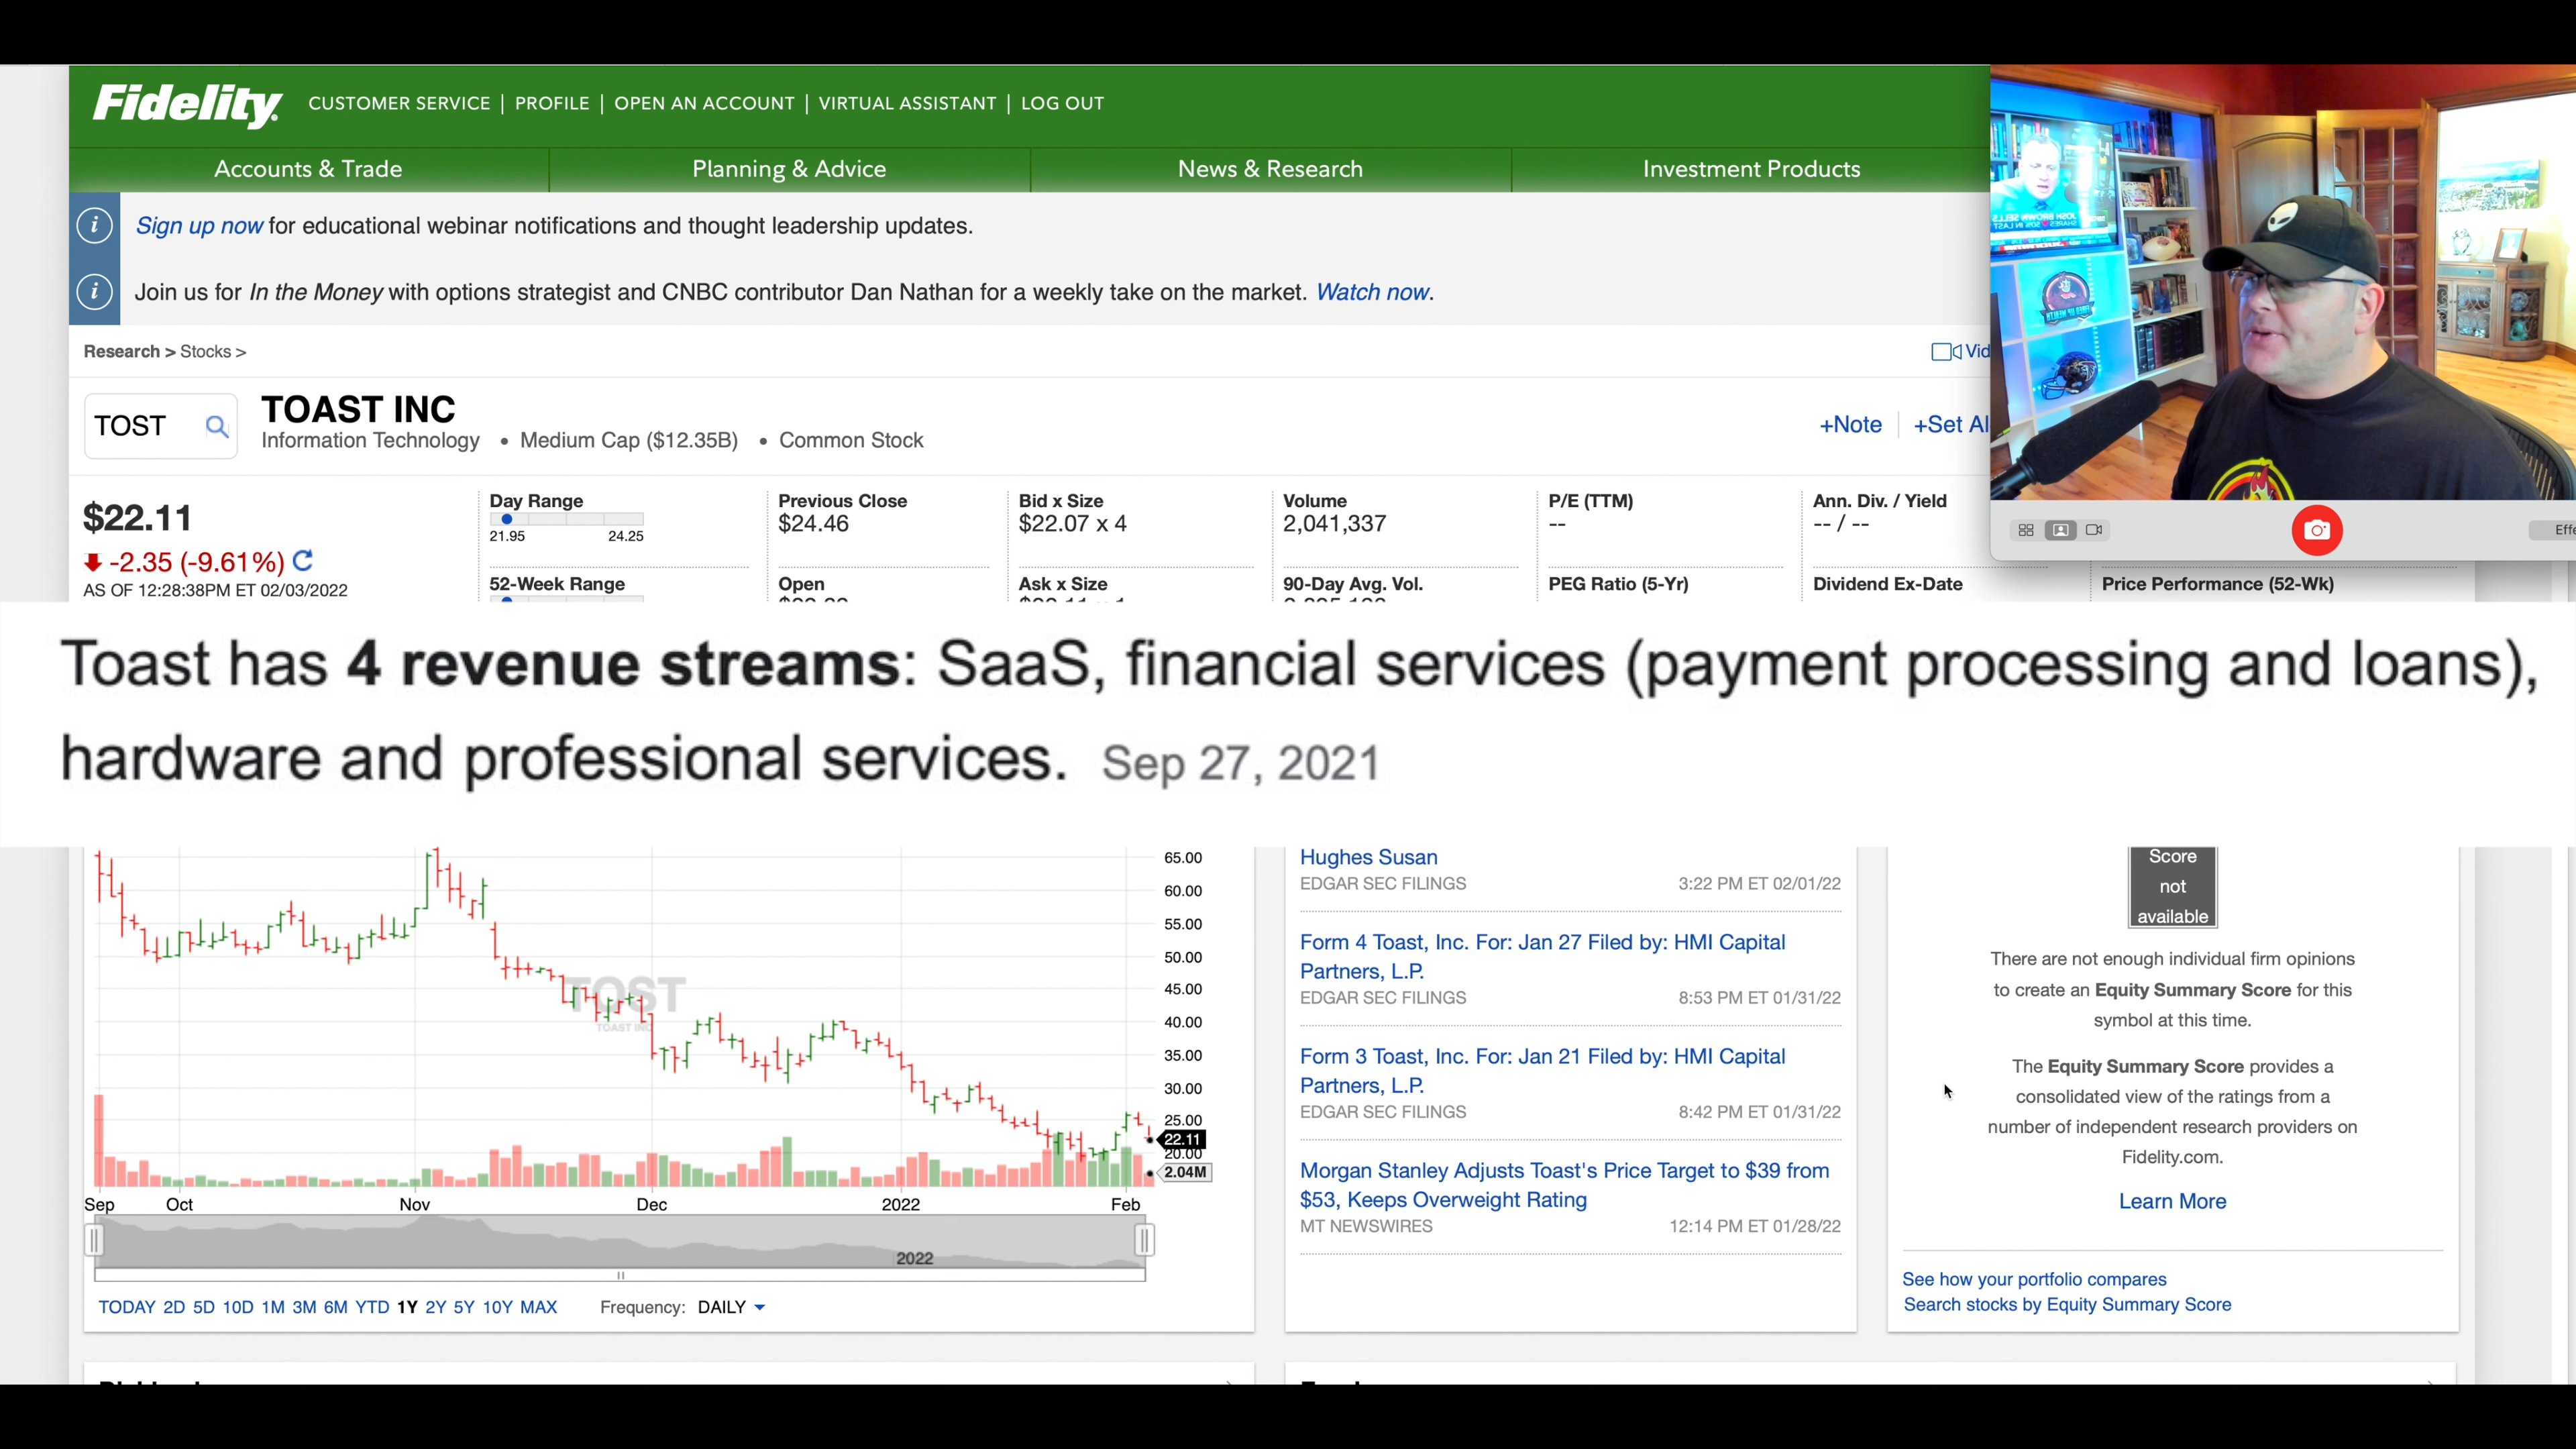 Fidelity
CUSTOMER SERVICE | PROFILE | OPEN AN ACCOUNT | VIRTUAL ASSISTANT | LOG OUT
Accounts & Trade
Planning & Advice
News & Research
Investment Products
Sign up now for educational webinar notifications and thought leadership updates.
Join us for In the Money with options strategist and CNBC contributor Dan Nathan for a weekly take on the market. Watch now.
Research > Stocks >
TOST
TOAST INC
Information Technology • Medium Cap ($12.35B) • Common Stock
+Note
$22.11
-2.35 (-9.61%)
AS OF 12:28:38PM ET 02/03/2022
Day Range
21.95
24.25
52-Week Range
Previous Close
$24.46
Open
Bid x Size
$22.07 x 4
Ask x Size
Volume
2,041,337
90-Day Avg. Vol.
P/E (TTM)
--
PEG Ratio (5-Yr)
Ann. Div. / Yield
-- / --
Dividend Ex-Date
Price Performance (52-Wk)
Toast has 4 revenue streams: SaaS, financial services (payment processing and loans),
hardware and professional services. Sep 27, 2021
65.00
60.00
55.00
50.00
45.00
40.00
35.00
30.00
25.00
22.11
20.00
2.04M
TOST
TOAST INC
Sep
Oct
Nov
Dec
2022
Feb
2022
TODAY 2D 5D 10D 1M 3M 6M YTD 1Y 2Y 5Y 10Y MAX
Frequency: DAILY
Hughes Susan
EDGAR SEC FILINGS
3:22 PM ET 02/01/22
Form 4 Toast, Inc. For: Jan 27 Filed by: HMI Capital
Partners, L.P.
EDGAR SEC FILINGS
8:53 PM ET 01/31/22
Form 3 Toast, Inc. For: Jan 21 Filed by: HMI Capital
Partners, L.P.
EDGAR SEC FILINGS
8:42 PM ET 01/31/22
Morgan Stanley Adjusts Toast's Price Target to $39 from
$53, Keeps Overweight Rating
MT NEWSWIRES
12:14 PM ET 01/28/22
Score
not
available
There are not enough individual firm opinions
to create an Equity Summary Score for this
symbol at this time.
The Equity Summary Score provides a
consolidated view of the ratings from a
number of independent research providers on
Fidelity.com.
Learn More
See how your portfolio compares
Search stocks by Equity Summary Score